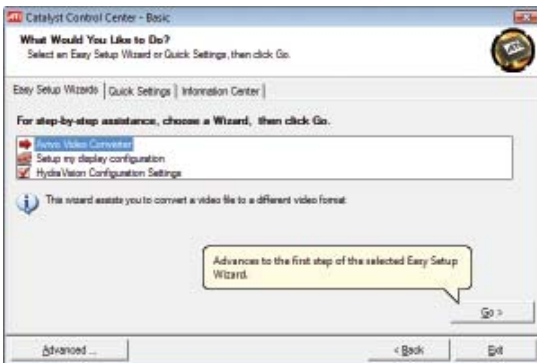 ATI Catalyst Control Center - Basic
What Would You Like to Do?
Select an Easy Setup Wizard or Quick Settings, then click Go.
ATI
Easy Setup Wizards Quick Settings Information Center
For step-by-step assistance, choose a Wizard, then click Go.
Avivo Video Converter
Setup my display configuration
HydraVision Configuration Settings
This wizard assists you to convert a video file to a different video format
Advances to the first step of the selected Easy Setup
Wizard.
Go >
Advanced ...
< Back
Exit